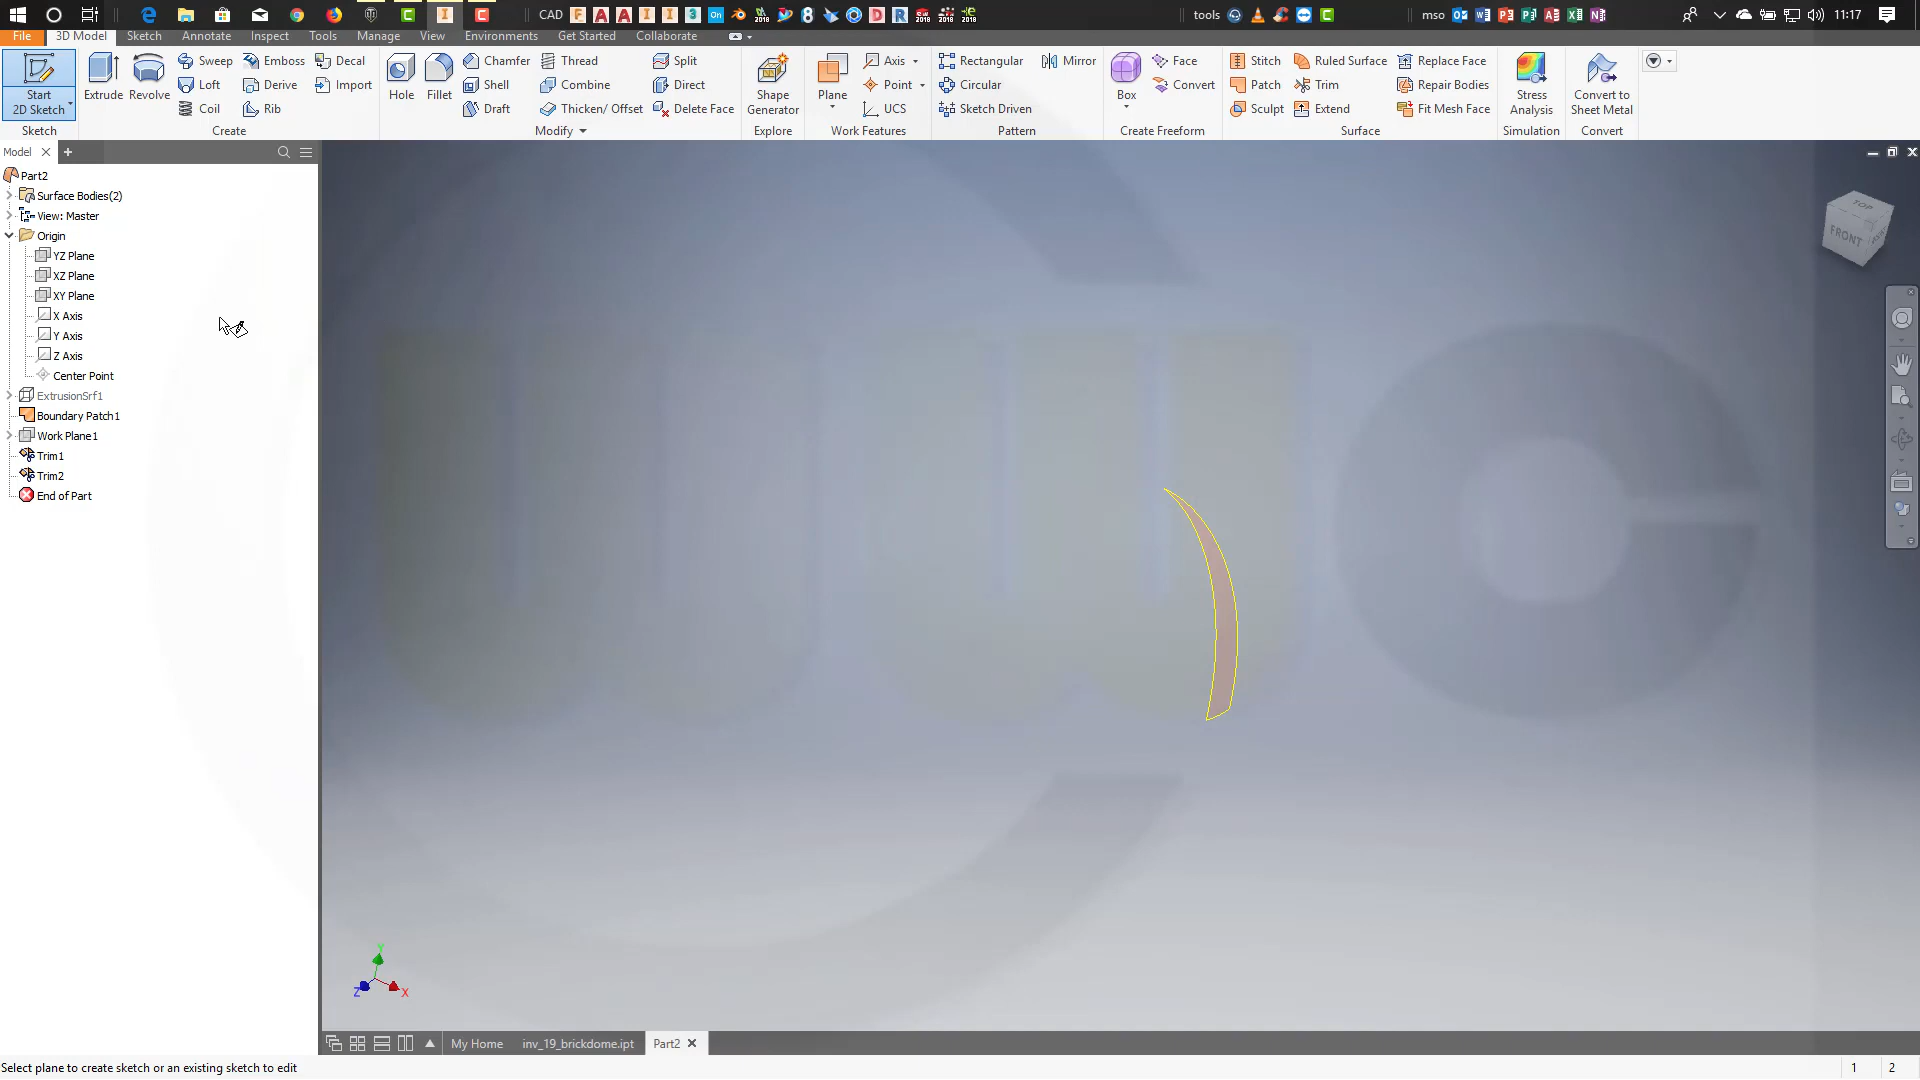 CAD
tools
mso
11:17
File
3D Model
Sketch
Annotate
Inspect
Tools
Manage
View
Environments
Get Started
Collaborate
Start
2D Sketch
Extrude
Revolve
Sweep
Emboss
Decal
Loft
Derive
Import
Coil
Rib
Hole
Fillet
Chamfer
Thread
Split
Shell
Combine
Direct
Draft
Thicken/ Offset
Delete Face
Shape
Generator
Plane
Axis
Point
UCS
Rectangular
Mirror
Circular
Sketch Driven
Box
Face
Convert
Stitch
Ruled Surface
Replace Face
Patch
Trim
Repair Bodies
Sculpt
Extend
Fit Mesh Face
Stress
Analysis
Convert to
Sheet Metal
Sketch
Create
Modify
Explore
Work Features
Pattern
Create Freeform
Surface
Simulation
Convert
Model
Part2
Surface Bodies(2)
View: Master
Origin
YZ Plane
XZ Plane
XY Plane
X Axis
Y Axis
Z Axis
Center Point
ExtrusionSrf1
Boundary Patch1
Work Plane1
Trim1
Trim2
End of Part
TOP
FRONT
Y
Z
X
My Home
inv_19_brickdome.ipt
Part2
Select plane to create sketch or an existing sketch to edit
1
2